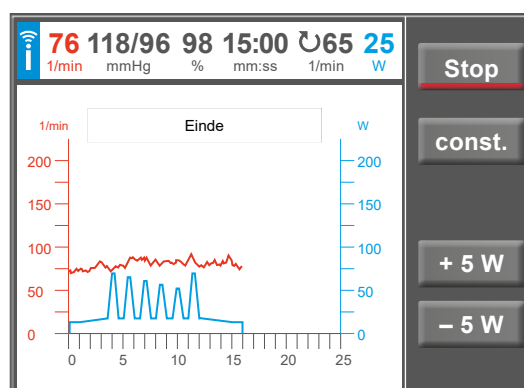 76 118/96 98 15:00 ↻65 25
1/min mmHg % mm:ss 1/min W
Stop
1/min Einde W
const.
200 200
150 150
100 100
+ 5 W
50 50
– 5 W
0 0
0 5 10 15 20 25